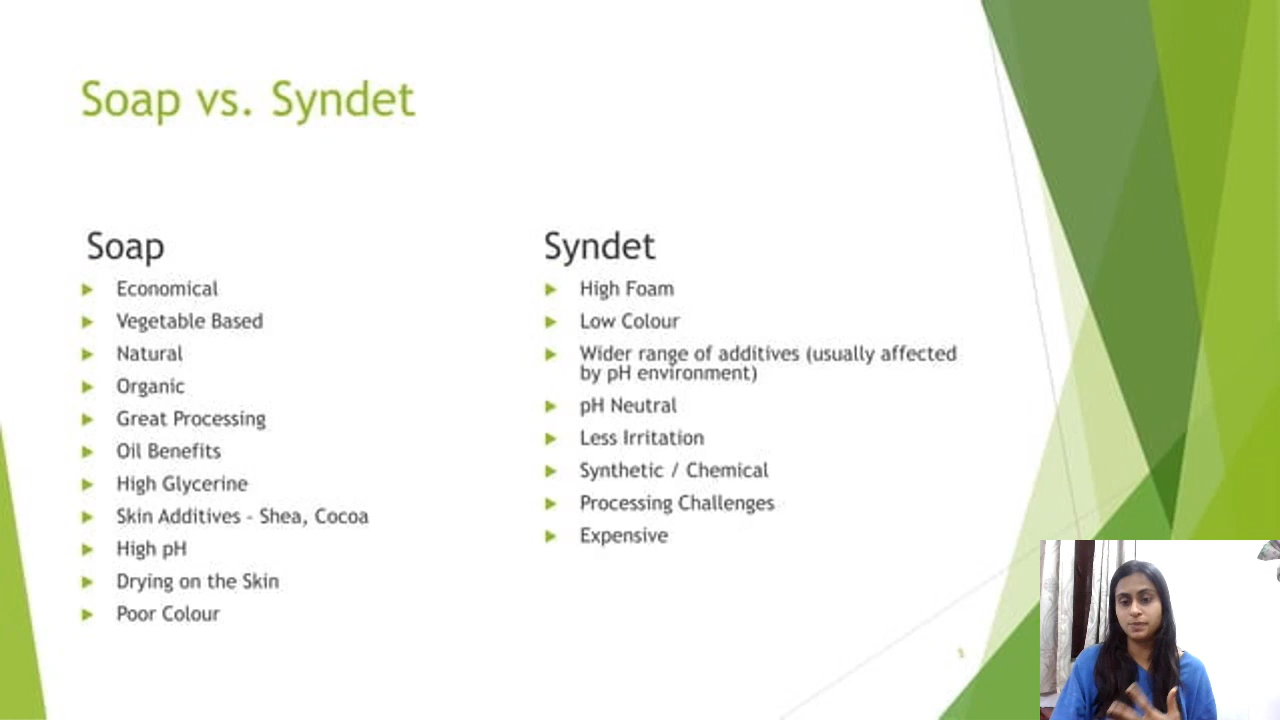 Soap vs. Syndet
Soap
Economical
Vegetable Based
Natural
Organic
Great Processing
Oil Benefits
High Glycerine
Skin Additives - Shea, Cocoa
High pH
Drying on the Skin
Poor Colour
Syndet
High Foam
Low Colour
Wider range of additives (usually affected
by pH environment)
pH Neutral
Less Irritation
Synthetic / Chemical
Processing Challenges
Expensive